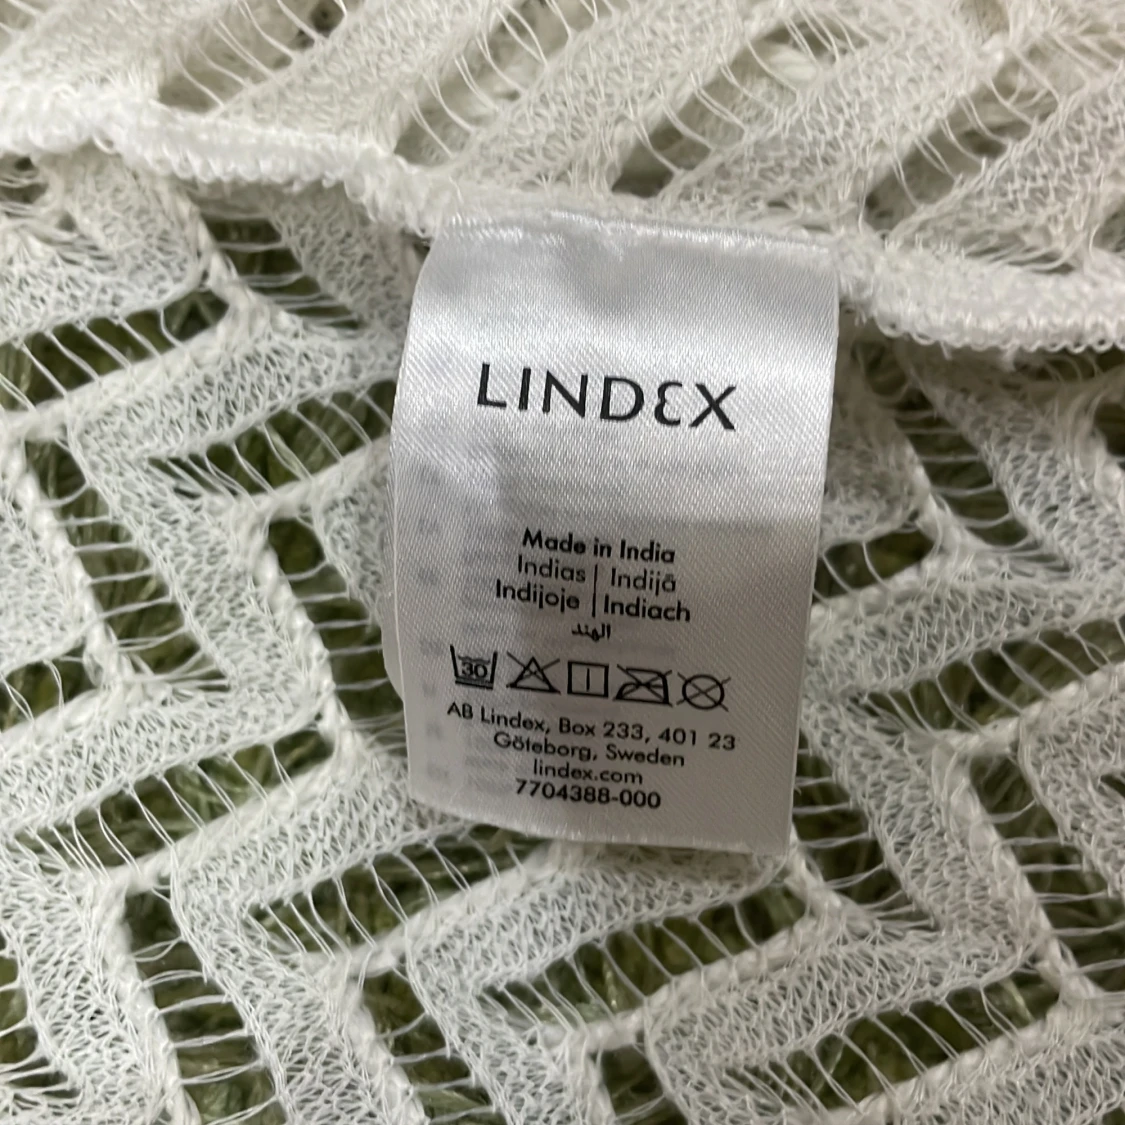 LINDEX
Made in India
Indias | Indijā
Indijoje | Indiach
الهند
30
AB Lindex, Box 233, 401 23
Göteborg, Sweden
lindex.com
7704388-000